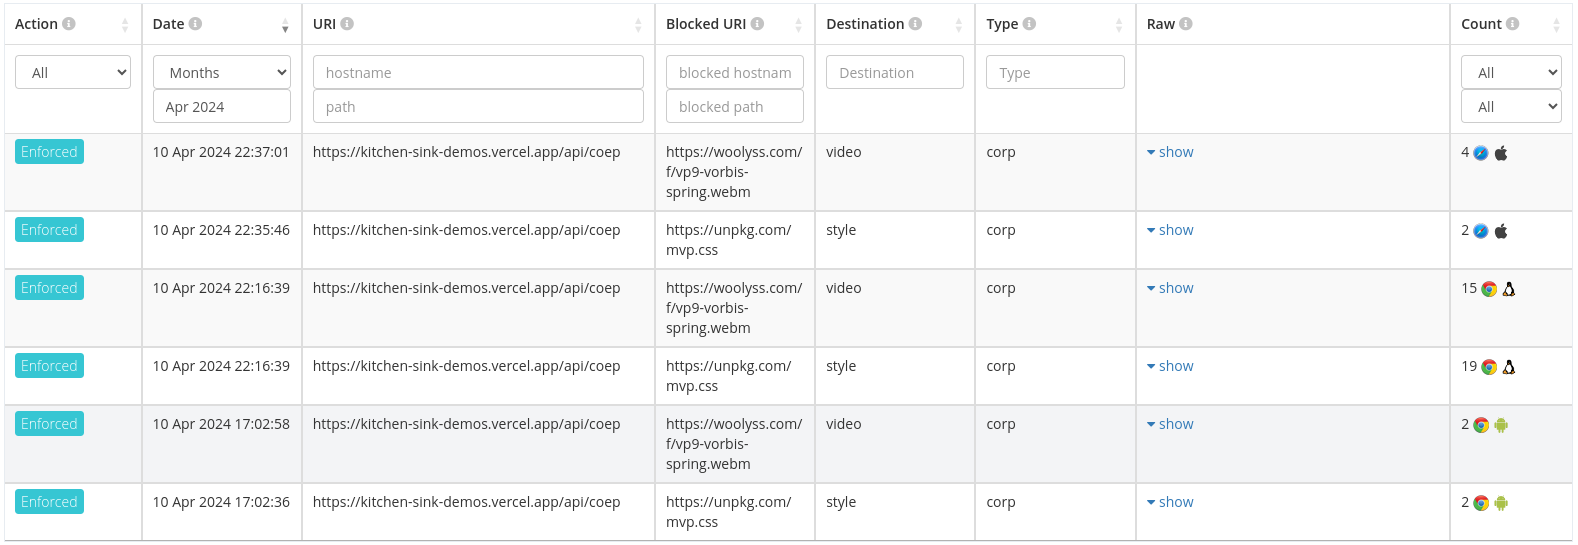 Action Date URI Blocked URI Destination Type Raw Count
All Months hostname blocked hostnam Destination Type All
Apr 2024 path blocked path All
Enforced 10 Apr 2024 22:37:01 https://kitchen-sink-demos.vercel.app/api/coep https://woolyss.com/ video corp show 4
f/vp9-vorbis-
spring.webm
Enforced 10 Apr 2024 22:35:46 https://kitchen-sink-demos.vercel.app/api/coep https://unpkg.com/ style corp show 2
mvp.css
Enforced 10 Apr 2024 22:16:39 https://kitchen-sink-demos.vercel.app/api/coep https://woolyss.com/ video corp show 15
f/vp9-vorbis-
spring.webm
Enforced 10 Apr 2024 22:16:39 https://kitchen-sink-demos.vercel.app/api/coep https://unpkg.com/ style corp show 19
mvp.css
Enforced 10 Apr 2024 17:02:58 https://kitchen-sink-demos.vercel.app/api/coep https://woolyss.com/ video corp show 2
f/vp9-vorbis-
spring.webm
Enforced 10 Apr 2024 17:02:36 https://kitchen-sink-demos.vercel.app/api/coep https://unpkg.com/ style corp show 2
mvp.css